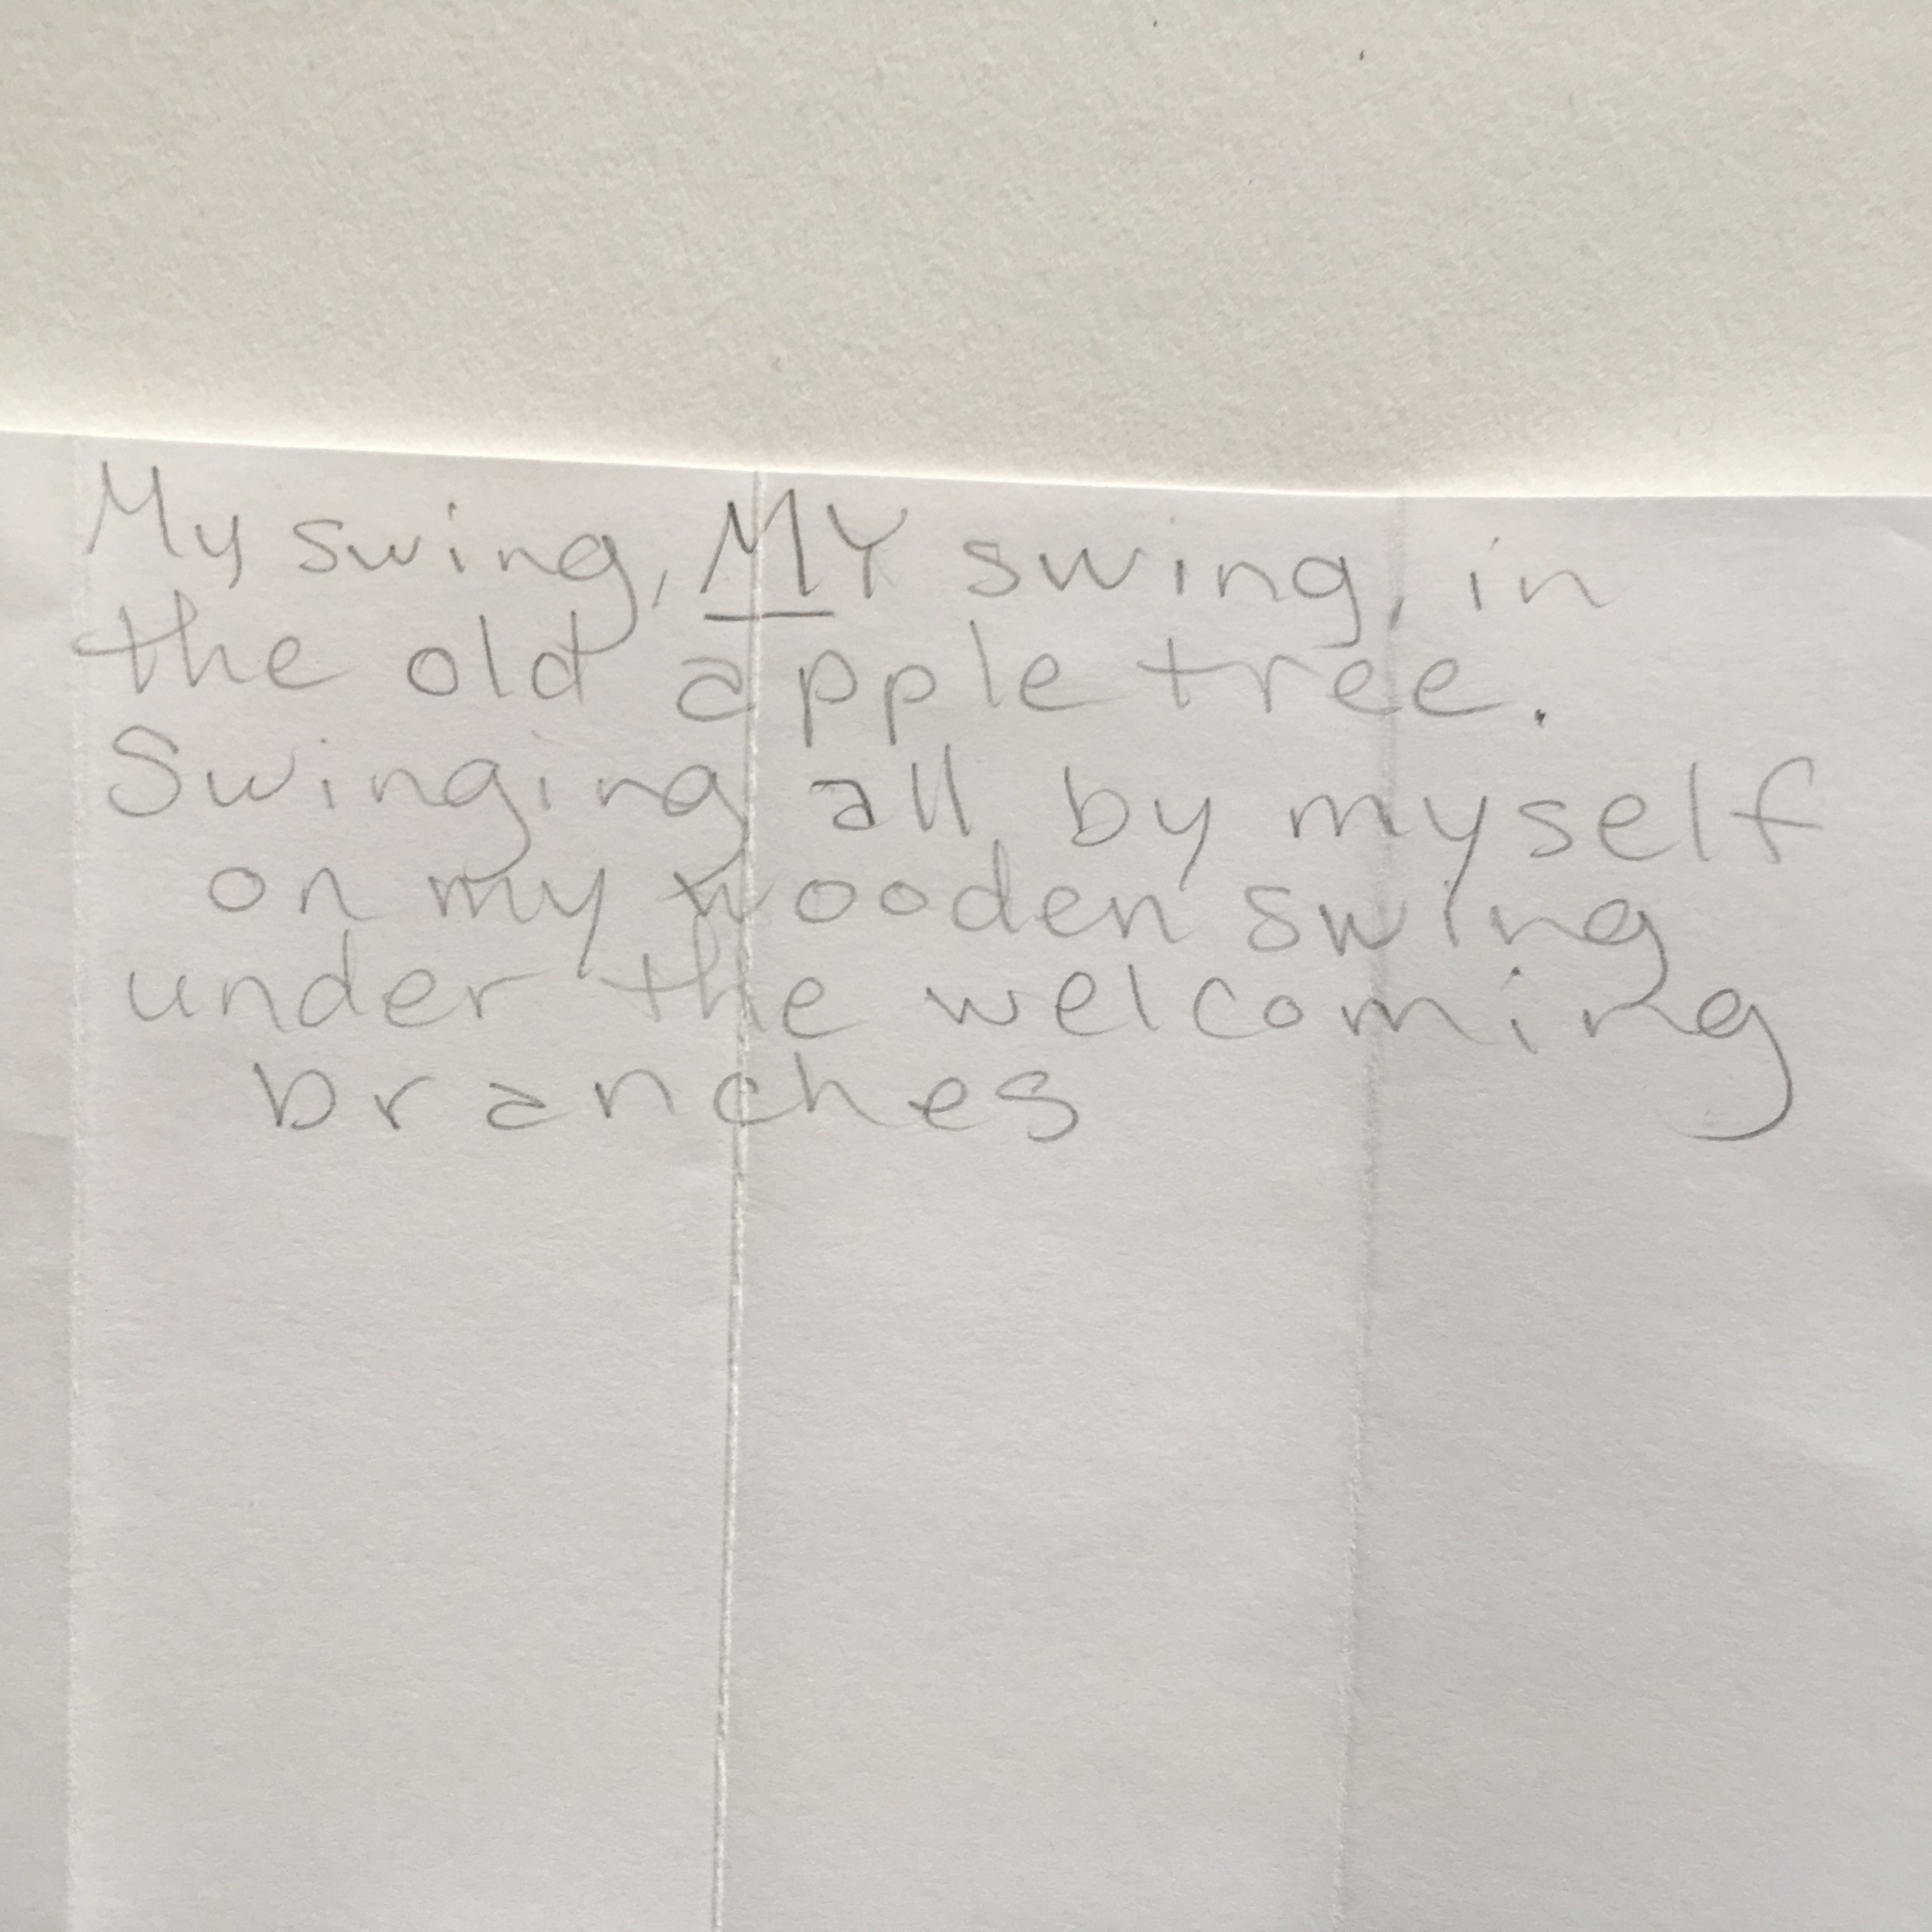 My swing, MY swing, in
the old apple tree.
Swinging all by myself
on my wooden swing
under the welcoming
branches